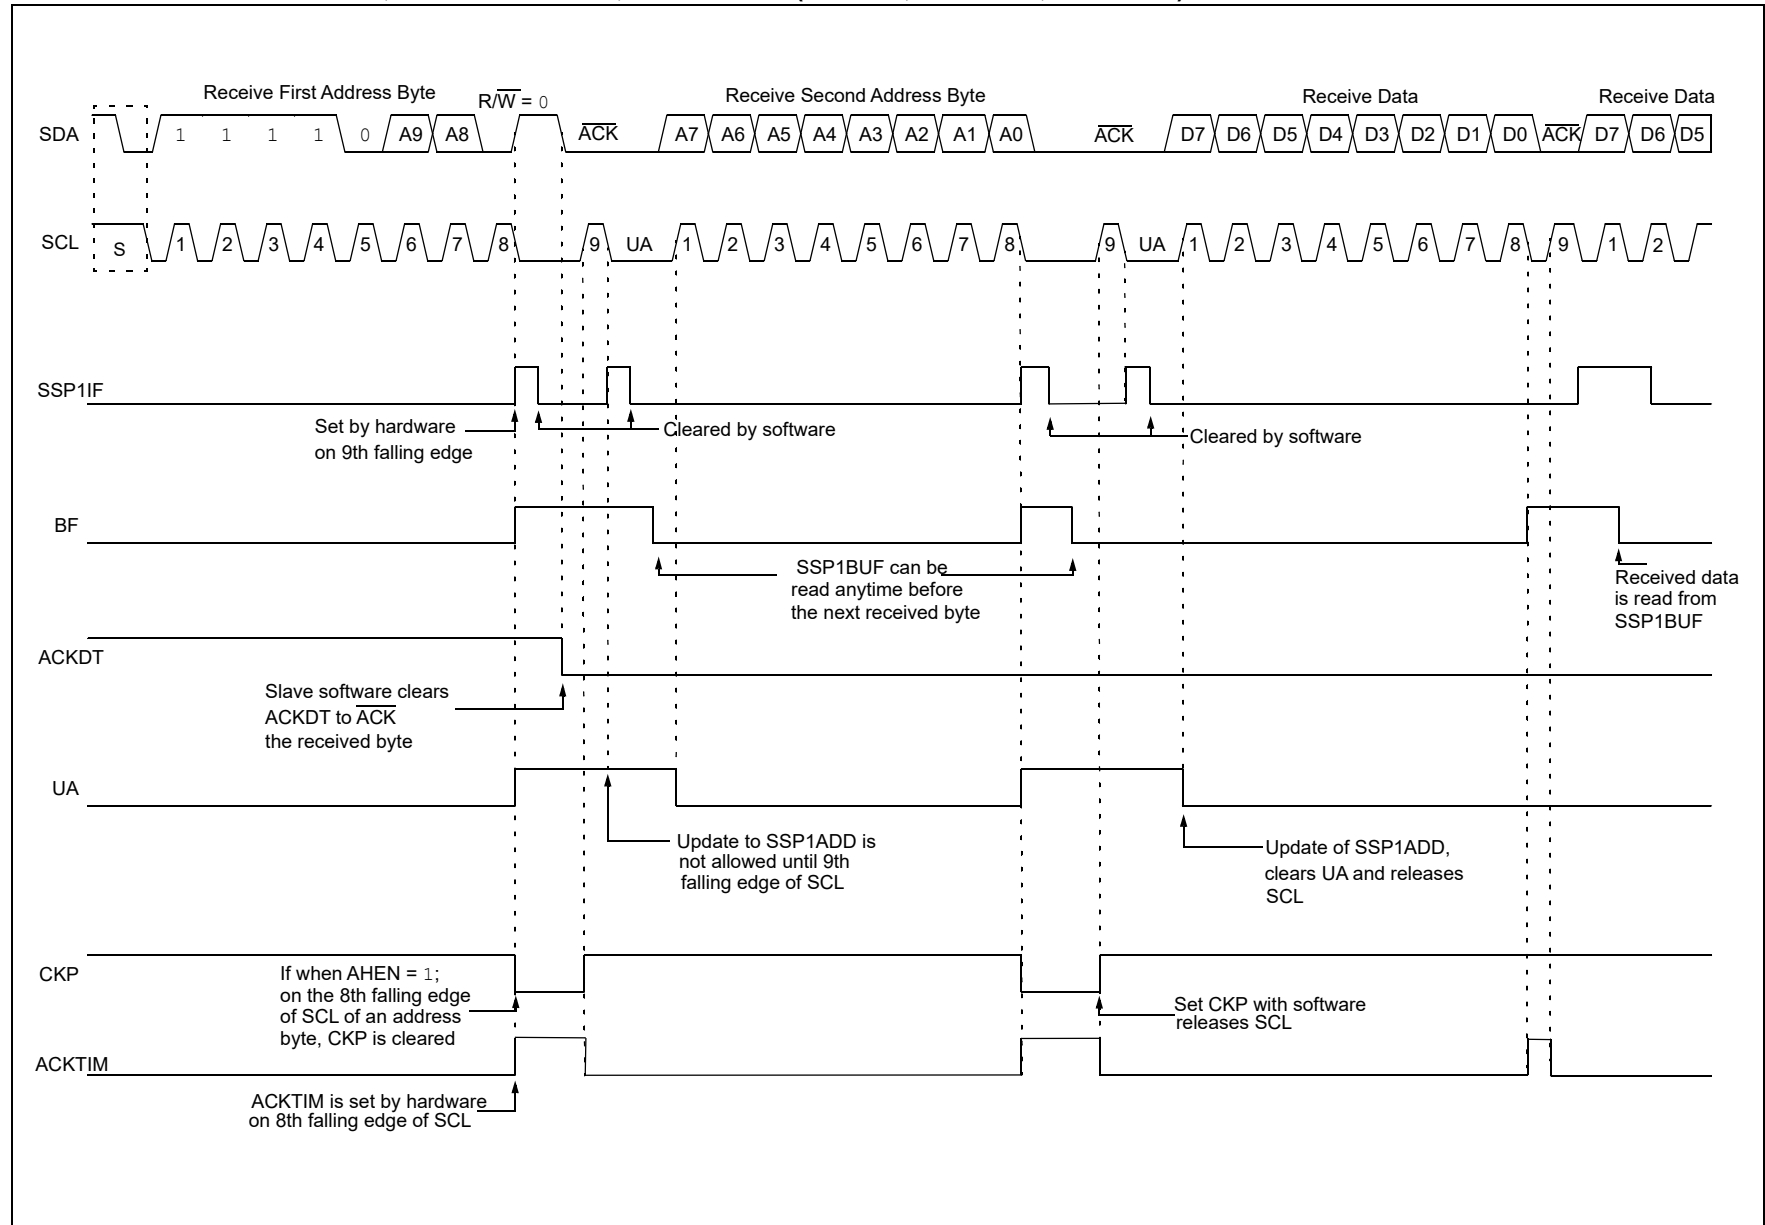 Receive First Address Byte
R/W = 0
Receive Second Address Byte
Receive Data
Receive Data
SDA
1 1 1 1 0 A9 A8
ACK
A7 A6 A5 A4 A3 A2 A1 A0
ACK
D7 D6 D5 D4 D3 D2 D1 D0
ACK
D7 D6 D5
SCL
S
1 2 3 4 5 6 7 8 9 UA 1 2 3 4 5 6 7 8 9 UA 1 2 3 4 5 6 7 8 9 1 2
SSP1IF
Set by hardware
on 9th falling edge
Cleared by software
Cleared by software
BF
SSP1BUF can be
read anytime before
the next received byte
Received data
is read from
SSP1BUF
ACKDT
Slave software clears
ACKDT to ACK
the received byte
UA
Update to SSP1ADD is
not allowed until 9th
falling edge of SCL
Update of SSP1ADD,
clears UA and releases
SCL
CKP
If when AHEN = 1;
on the 8th falling edge
of SCL of an address
byte, CKP is cleared
Set CKP with software
releases SCL
ACKTIM
ACKTIM is set by hardware
on 8th falling edge of SCL